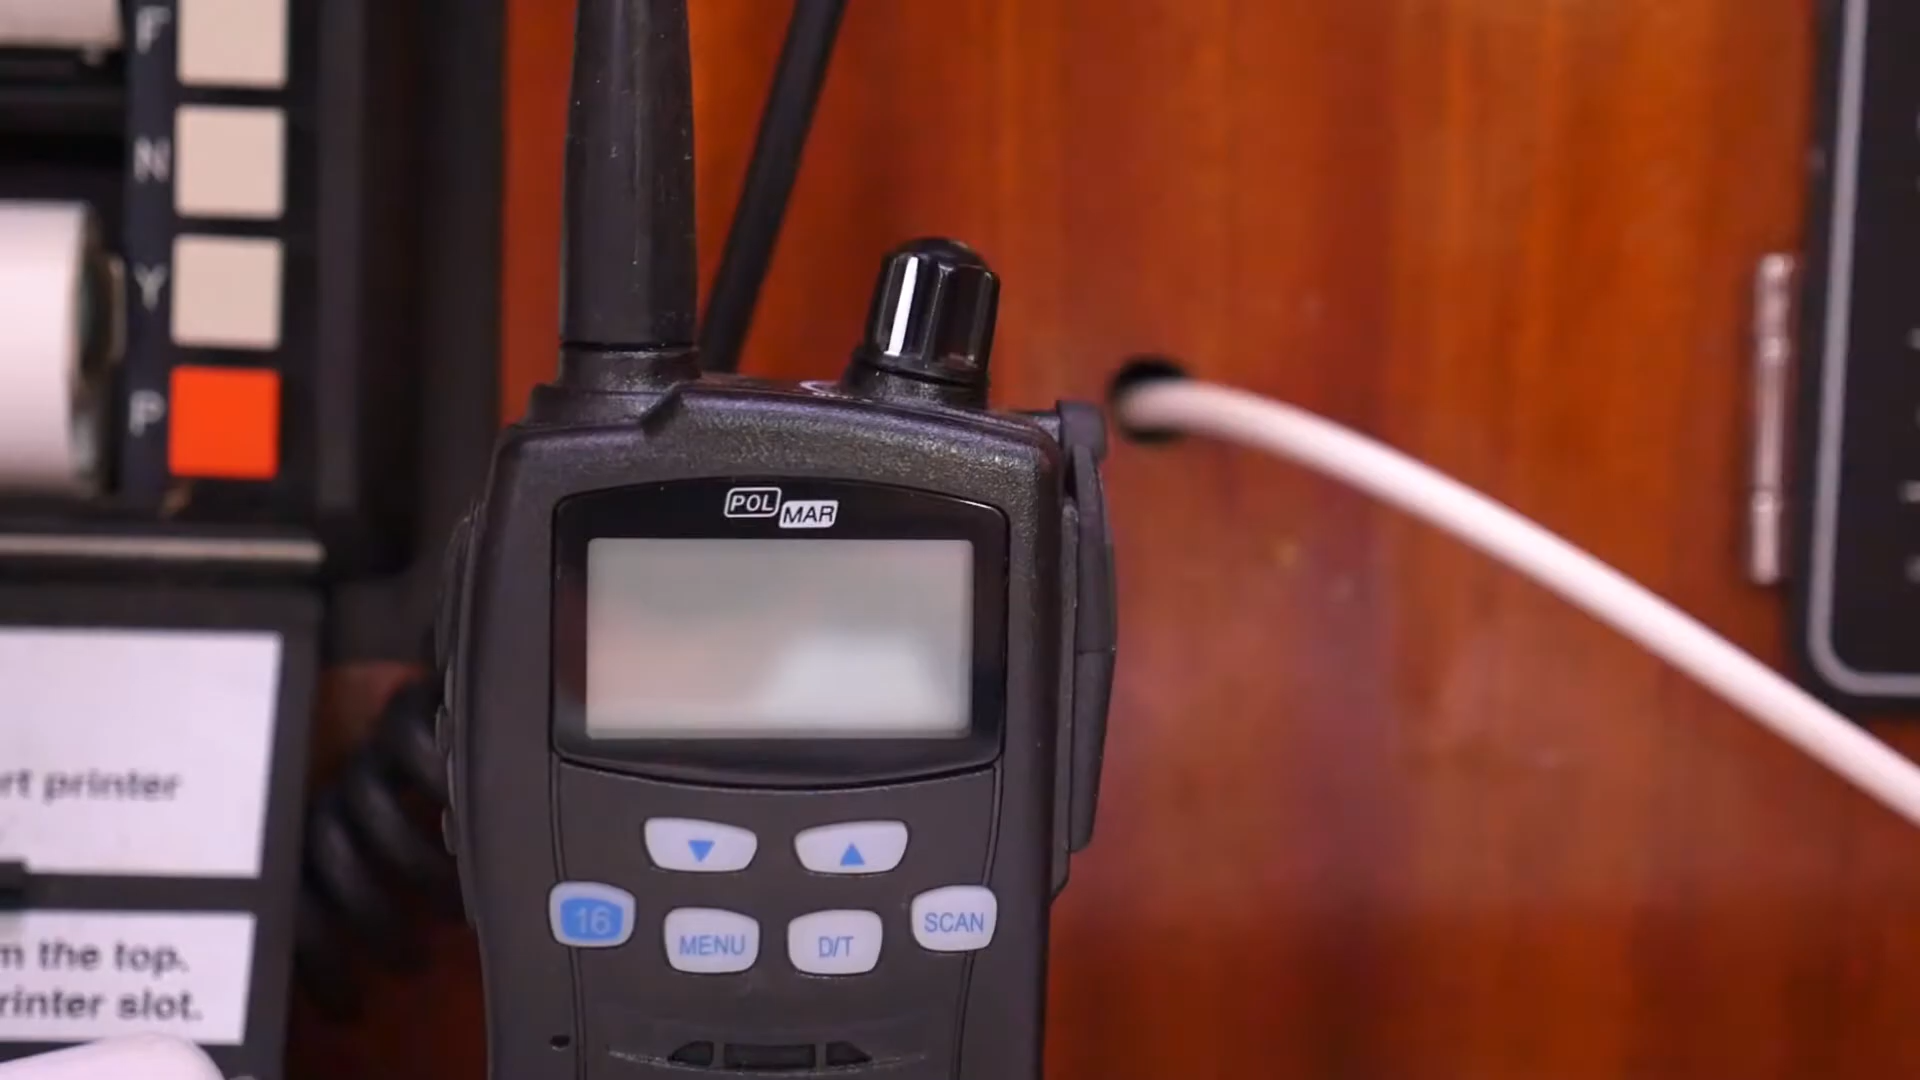 F
N
Y
P
POL
MAR
16
MENU
D/T
SCAN
rt printer
m the top.
rinter slot.